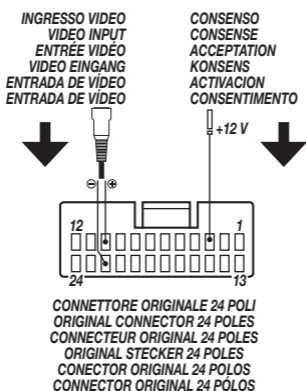 INGRESSO VIDEO
VIDEO INPUT
ENTRÉE VIDÉO
VIDEO EINGANG
ENTRADA DE VÍDEO
ENTRADA DE VÍDEO
CONSENSO
CONSENSE
ACCEPTATION
KONSENS
ACTIVACION
CONSENTIMENTO
+12 V
⊖ ⊕
12 1
24 13
CONNETTORE ORIGINALE 24 POLI
ORIGINAL CONNECTOR 24 POLES
CONNECTEUR ORIGINAL 24 POLES
ORIGINAL STECKER 24 POLES
CONECTOR ORIGINAL 24 POLOS
CONNECTOR ORIGINAL 24 PÓLOS